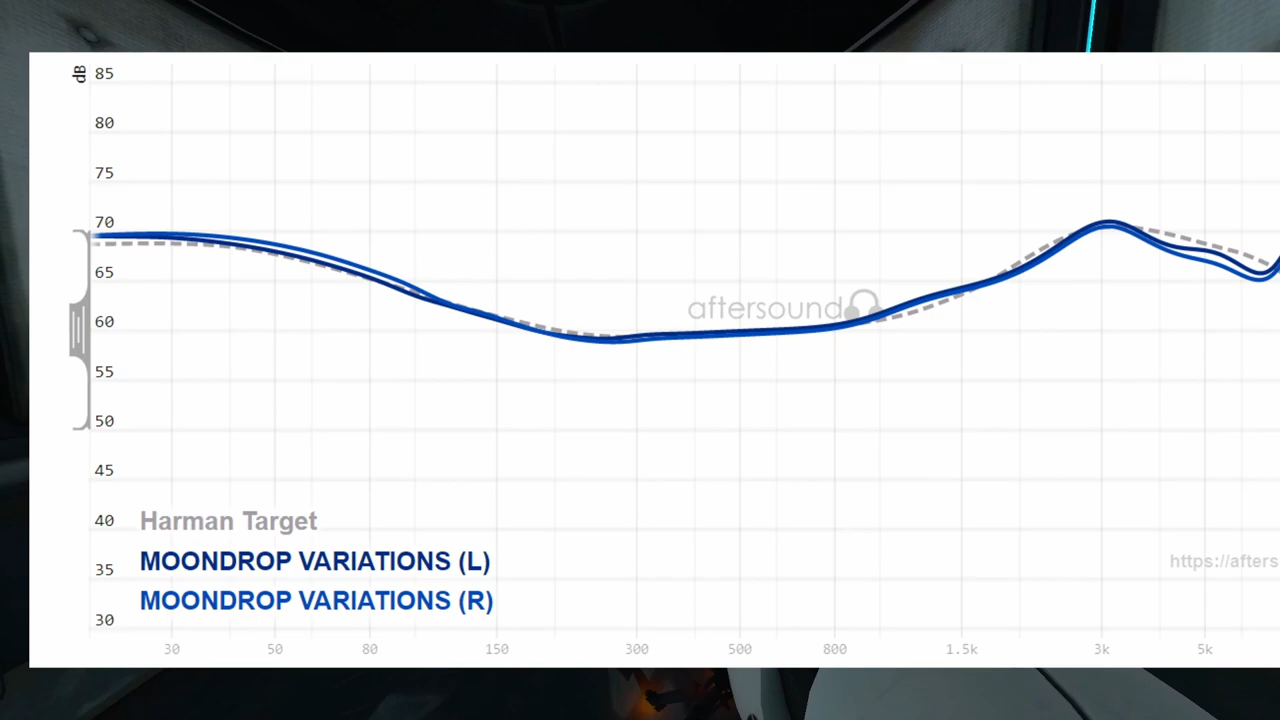 dB
85
80
75
70
65
60
55
50
45
40
35
30
aftersound
Harman Target
MOONDROP VARIATIONS (L)
MOONDROP VARIATIONS (R)
https://afters
30 50 80 150 300 500 800 1.5k 3k 5k